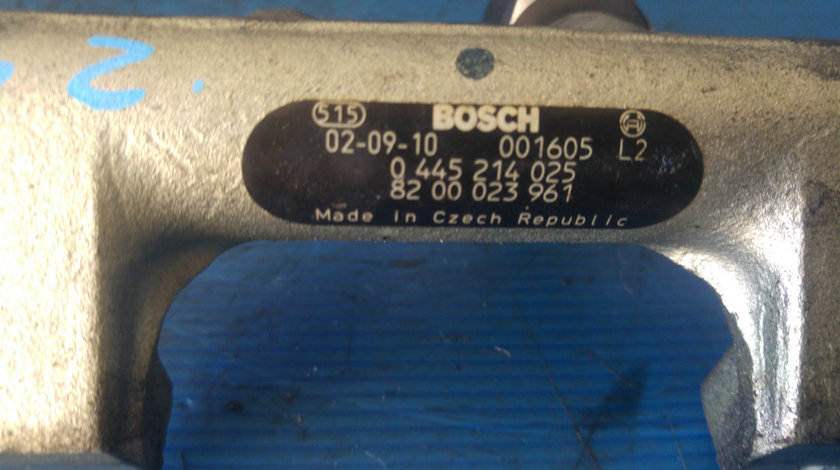 2.
515 BOSCH
02-09-10 001605 L2
0 445 214 025
82 00 023 961
Made in Czech Republic